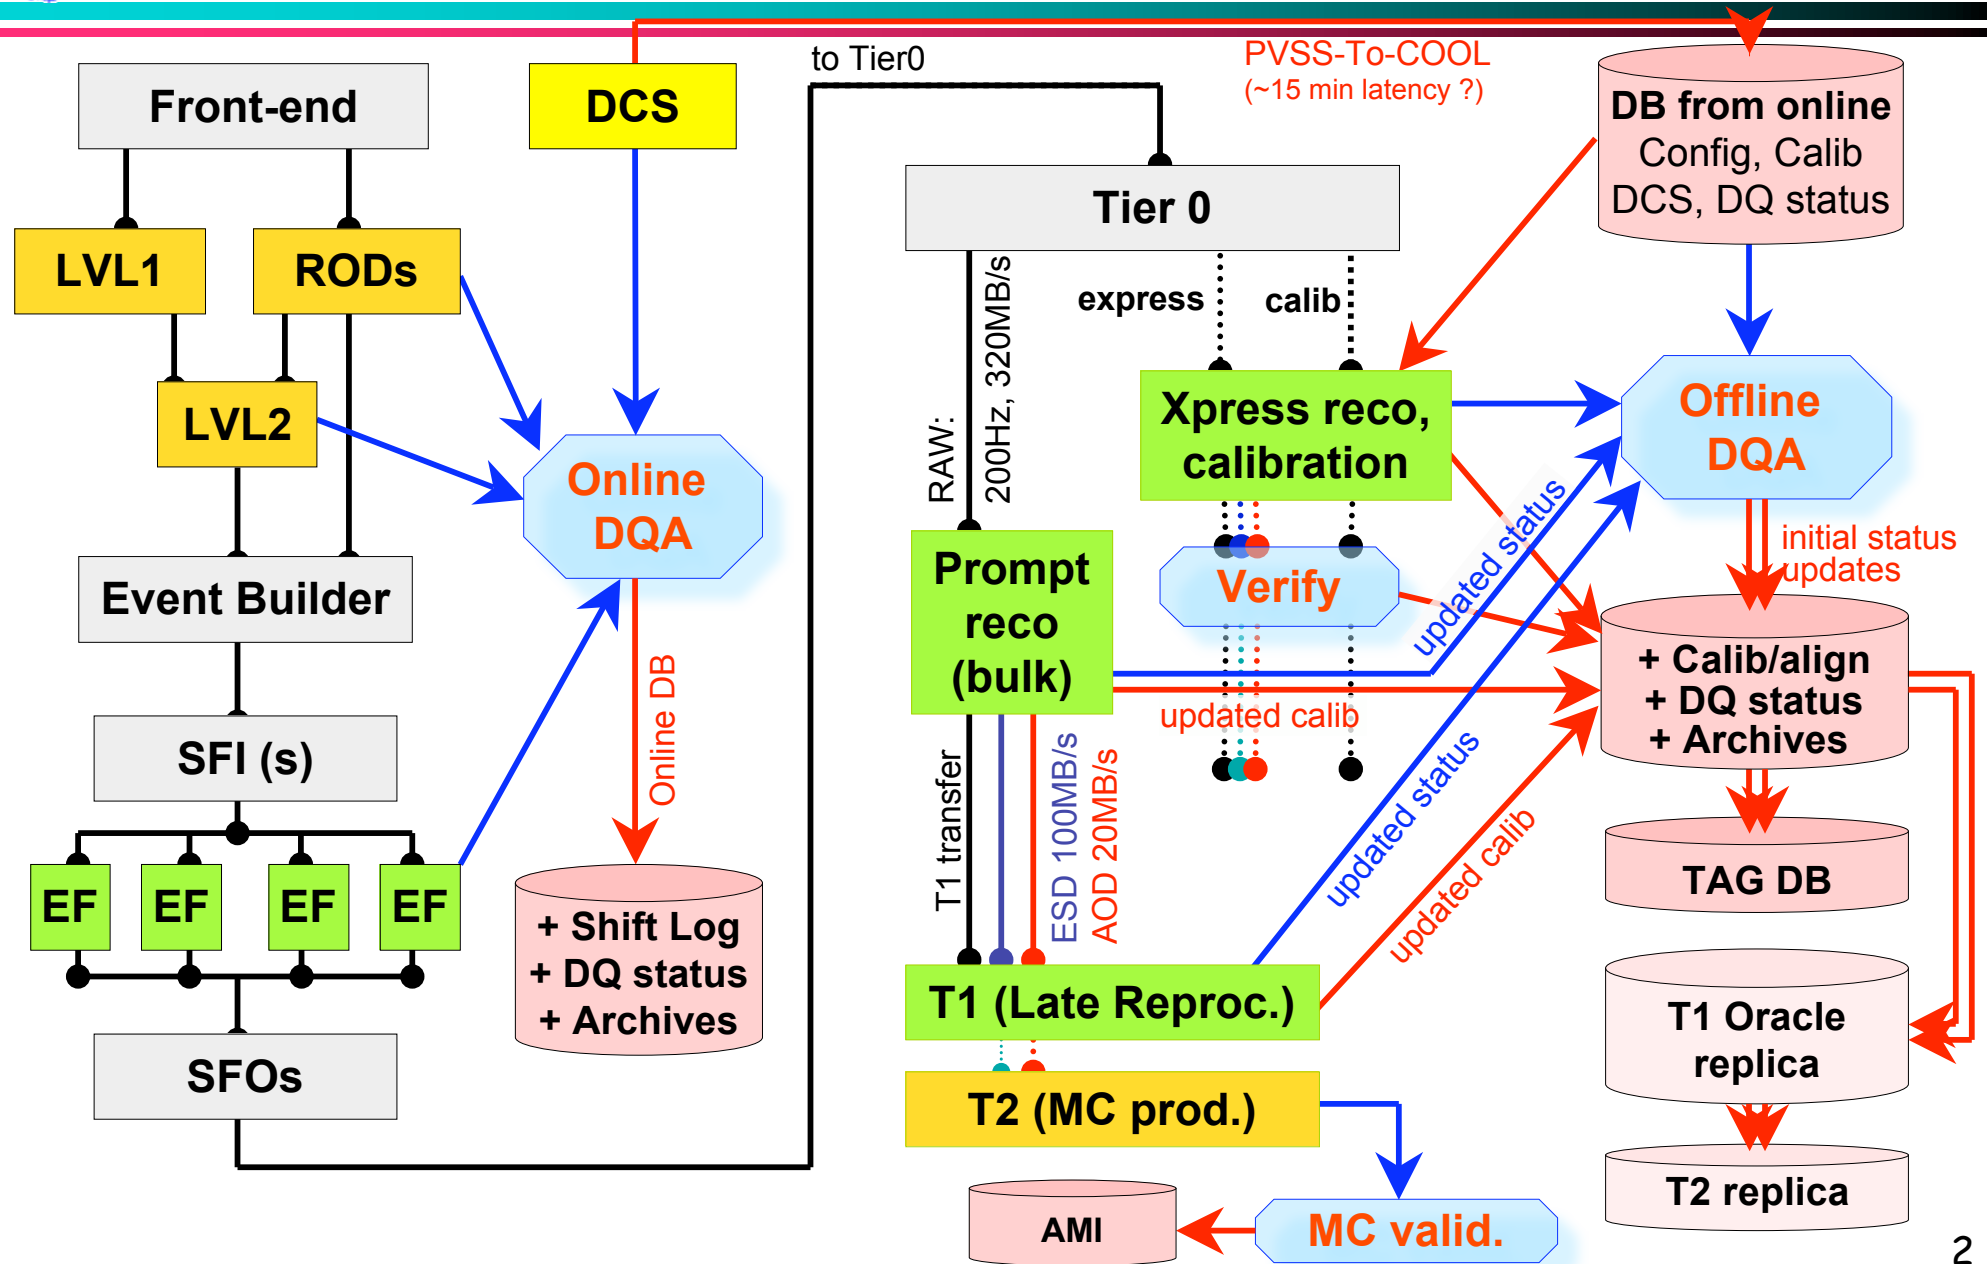 to Tier0
PVSS-To-COOL
(~15 min latency ?)
Front-end
DCS
DB from online
Config, Calib
DCS, DQ status
Tier 0
LVL1
RODs
express
calib
RAW:
200Hz, 320MB/s
LVL2
Xpress reco,
calibration
Offline
DQA
Online
DQA
initial status
updates
updated status
Event Builder
Prompt
reco
(bulk)
Verify
+ Calib/align
+ DQ status
+ Archives
Online DB
updated calib
SFI (s)
T1 transfer
ESD 100MB/s
AOD 20MB/s
updated status
updated calib
TAG DB
EF
EF
EF
EF
+ Shift Log
+ DQ status
+ Archives
T1 (Late Reproc.)
T1 Oracle
replica
SFOs
T2 (MC prod.)
T2 replica
AMI
MC valid.
2